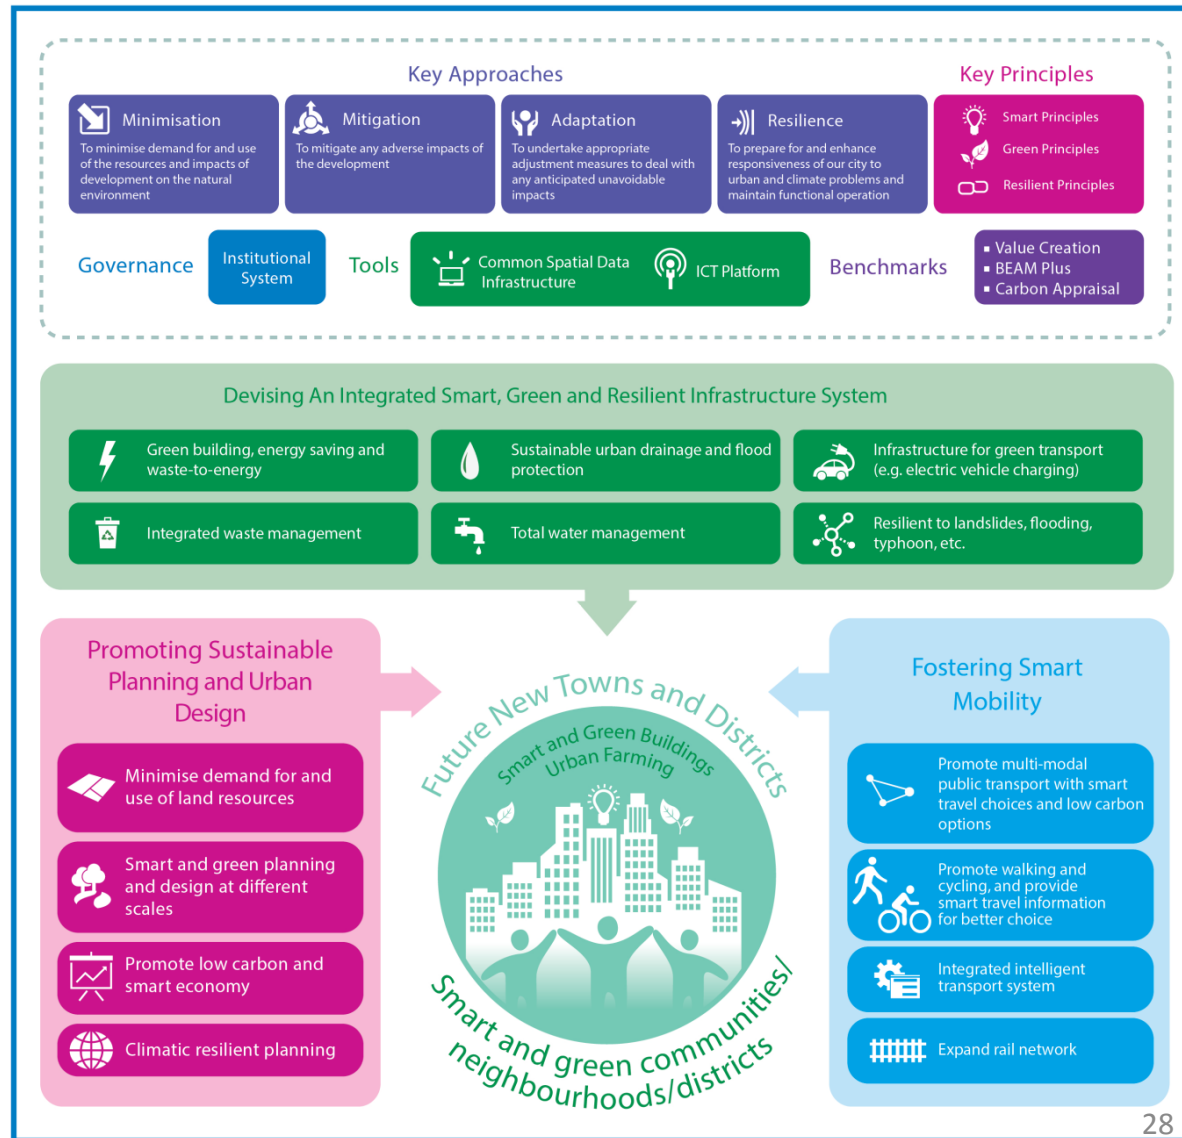 Key Approaches
Key Principles
Minimisation
To minimise demand for and use
of the resources and impacts of
development on the natural
environment
Mitigation
To mitigate any adverse impacts of
the development
Adaptation
To undertake appropriate
adjustment measures to deal with
any anticipated unavoidable
impacts
Resilience
To prepare for and enhance
responsiveness of our city to
urban and climate problems and
maintain functional operation
Smart Principles
Green Principles
Resilient Principles
Governance
Institutional
System
Tools
Common Spatial Data
Infrastructure
ICT Platform
Benchmarks
▪ Value Creation
▪ BEAM Plus
▪ Carbon Appraisal
Devising An Integrated Smart, Green and Resilient Infrastructure System
Green building, energy saving and
waste-to-energy
Sustainable urban drainage and flood
protection
Infrastructure for green transport
(e.g. electric vehicle charging)
Integrated waste management
Total water management
Resilient to landslides, flooding,
typhoon, etc.
Promoting Sustainable
Planning and Urban
Design
Minimise demand for and
use of land resources
Smart and green planning
and design at different
scales
Promote low carbon and
smart economy
Climatic resilient planning
Future New Towns and Districts
Smart and Green Buildings
Urban Farming
Smart and green communities/
neighbourhoods/districts
Fostering Smart
Mobility
Promote multi-modal
public transport with smart
travel choices and low carbon
options
Promote walking and
cycling, and provide
smart travel information
for better choice
Integrated intelligent
transport system
Expand rail network
28